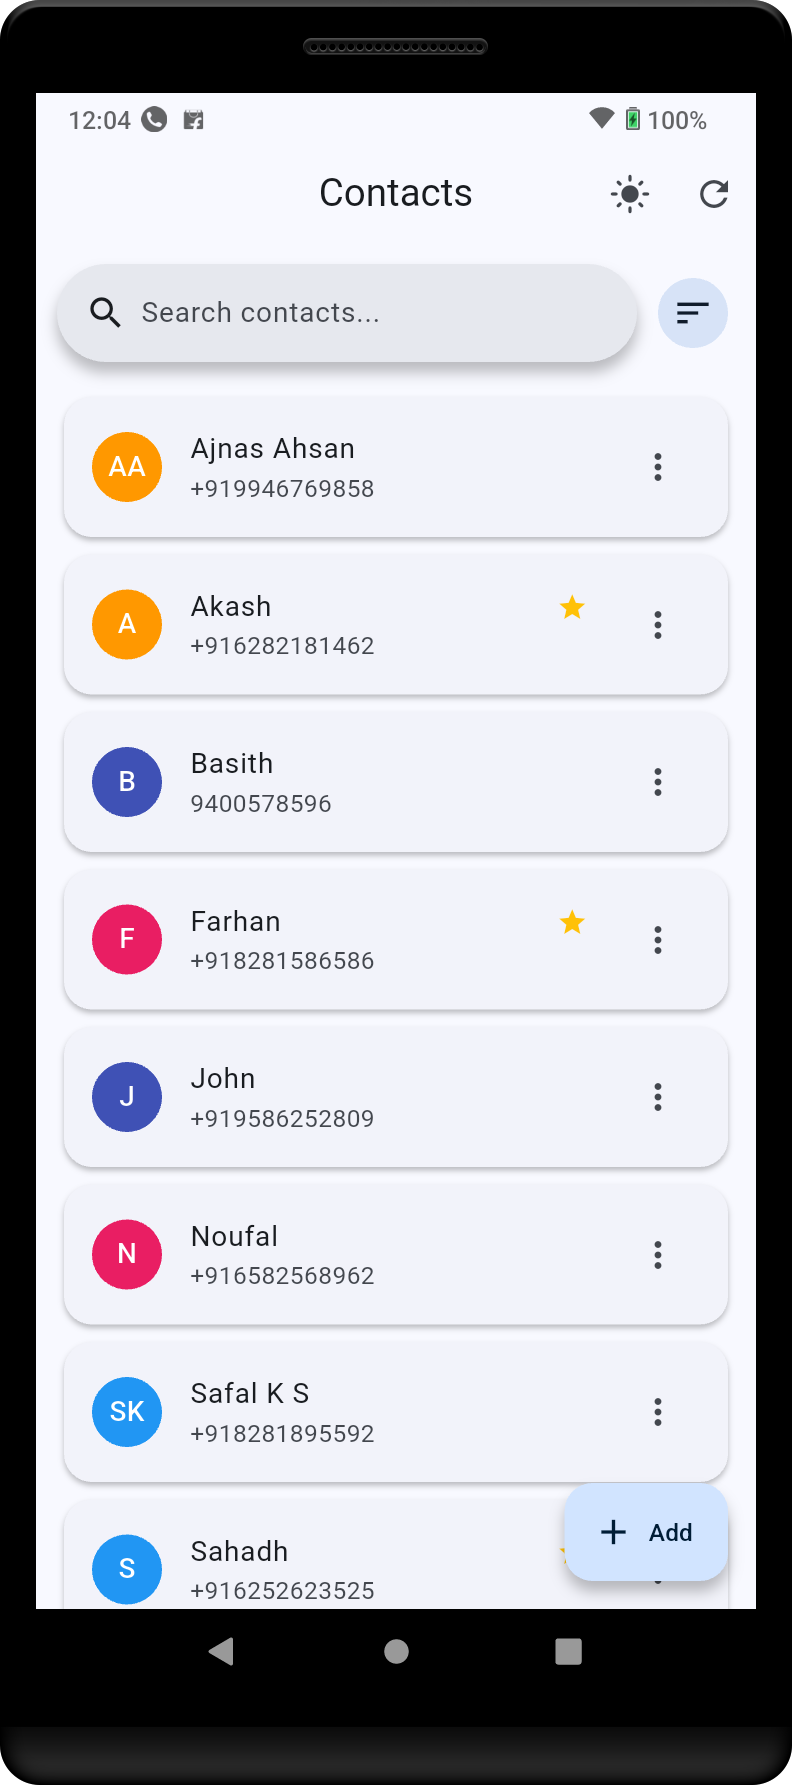 12:04
100%
Contacts
Search contacts...
AA
Ajnas Ahsan
+919946769858
A
Akash
+916282181462
B
Basith
9400578596
F
Farhan
+918281586586
J
John
+919586252809
N
Noufal
+916582568962
SK
Safal K S
+918281895592
S
Sahadh
+916252623525
Add